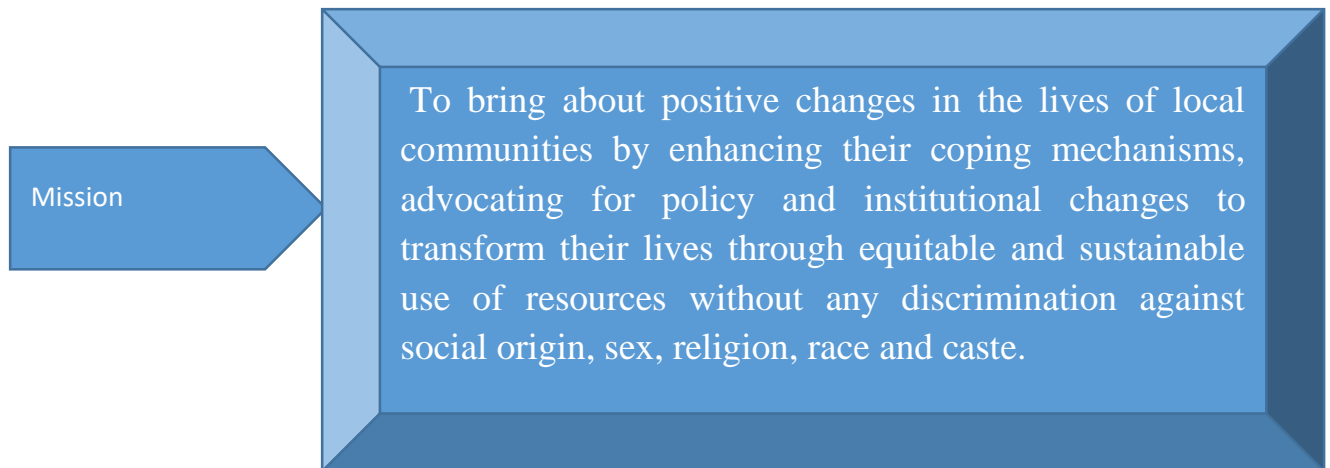 Mission
To bring about positive changes in the lives of local
communities by enhancing their coping mechanisms,
advocating for policy and institutional changes to
transform their lives through equitable and sustainable
use of resources without any discrimination against
social origin, sex, religion, race and caste.